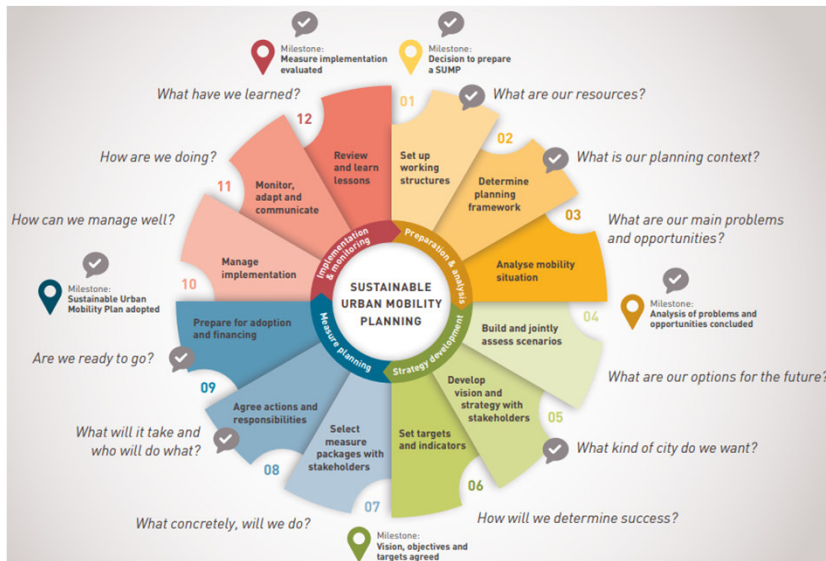 Milestone:
Measure implementation
evaluated
Milestone:
Decision to prepare
a SUMP
What have we learned?
What are our resources?
12
01
Review
and learn
lessons
Set up
working
structures
02
What is our planning context?
Determine
planning
framework
03
What are our main problems
and opportunities?
Analyse mobility
situation
Milestone:
Analysis of problems and
opportunities concluded
04
Build and jointly
assess scenarios
What are our options for the future?
05
Develop
vision and
strategy with
stakeholders
What kind of city do we want?
06
Set targets
and indicators
How will we determine success?
Milestone:
Vision, objectives and
targets agreed
07
Select
measure
packages with
stakeholders
What concretely, will we do?
08
Agree actions and
responsibilities
What will it take and
who will do what?
09
Prepare for adoption
and financing
Are we ready to go?
Milestone:
Sustainable Urban
Mobility Plan adopted
10
Manage
implementation
How can we manage well?
11
Monitor,
adapt and
communicate
How are we doing?
Implementation
& monitoring
Preparation & analysis
Strategy development
Measure planning
SUSTAINABLE
URBAN MOBILITY
PLANNING